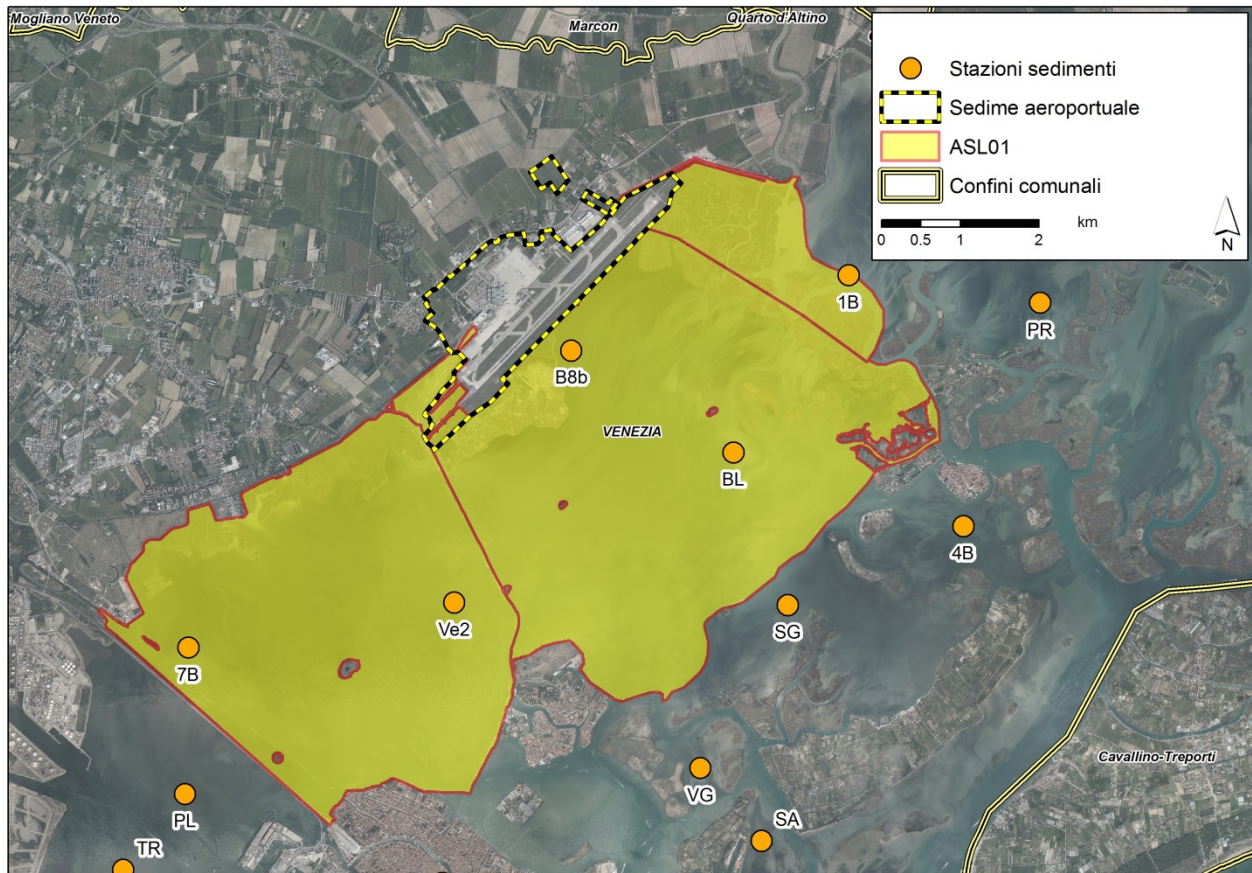 Mogliano Veneto
Marcon
Quarto d'Altino
Stazioni sedimenti
Sedime aeroportuale
ASL01
Confini comunali
km
0 0.5 1 2
N
1B
PR
B8b
VENEZIA
BL
4B
Ve2
SG
7B
Cavallino-Treporti
VG
PL
SA
TR